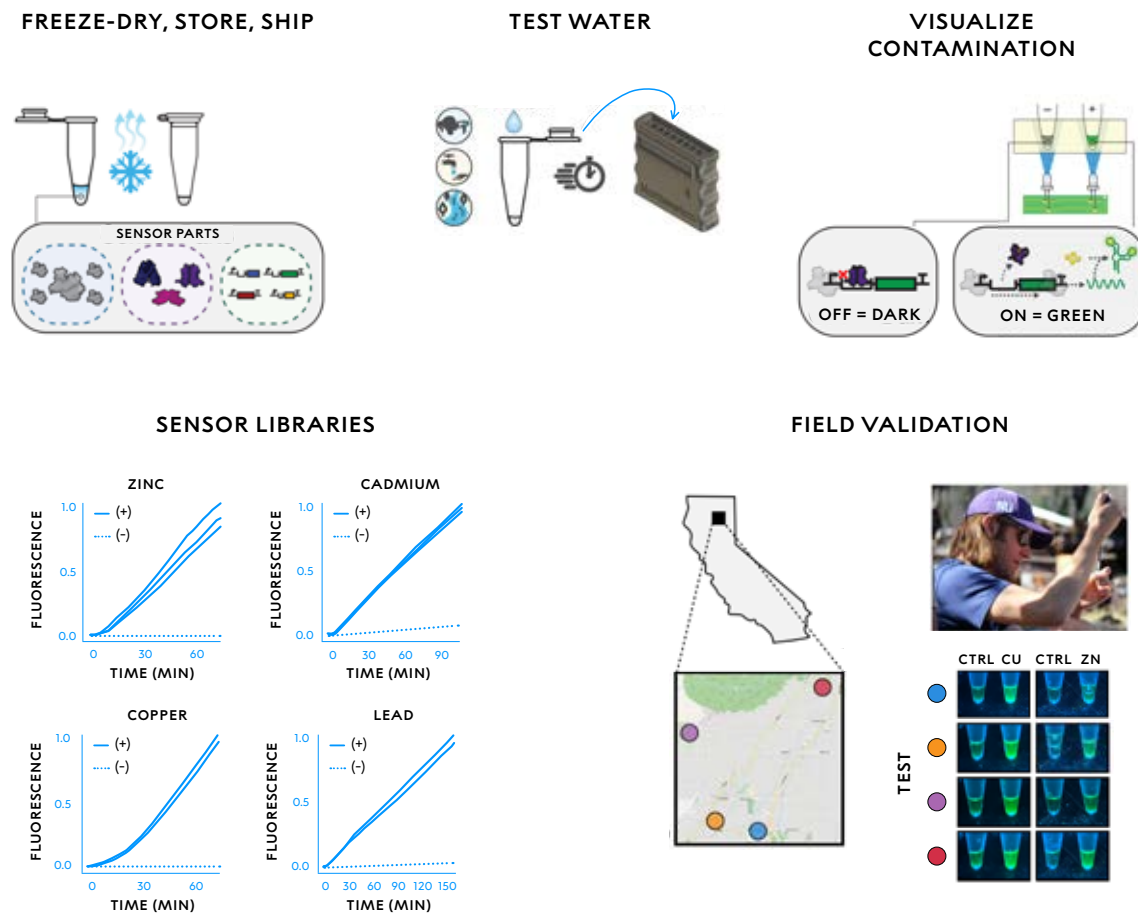 FREEZE-DRY, STORE, SHIP
TEST WATER
VISUALIZE
CONTAMINATION
SENSOR PARTS
−
+
OFF = DARK
ON = GREEN
SENSOR LIBRARIES
FIELD VALIDATION
ZINC
FLUORESCENCE
1.0
0.5
0.0
(+)
(-)
0 30 60
TIME (MIN)
CADMIUM
FLUORESCENCE
1.0
0.5
0.0
(+)
(-)
0 30 60 90
TIME (MIN)
COPPER
FLUORESCENCE
1.0
0.5
0.0
(+)
(-)
0 30 60
TIME (MIN)
LEAD
FLUORESCENCE
1.0
0.5
0.0
(+)
(-)
0 30 60 90 120 150
TIME (MIN)
NU
CTRL CU CTRL ZN
TEST